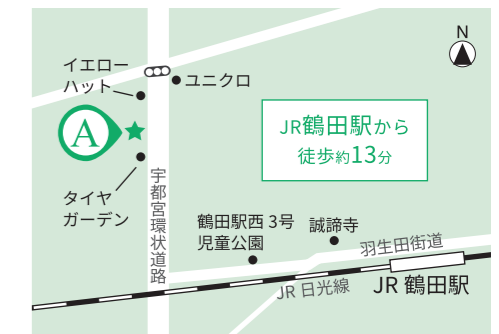 N
イエロー
ハット
ユニクロ
A
JR鶴田駅から
徒歩約13分
タイヤ
ガーデン
宇都宮環状道路
鶴田駅西 3号
児童公園
誠諦寺
羽生田街道
JR 日光線
JR 鶴田駅